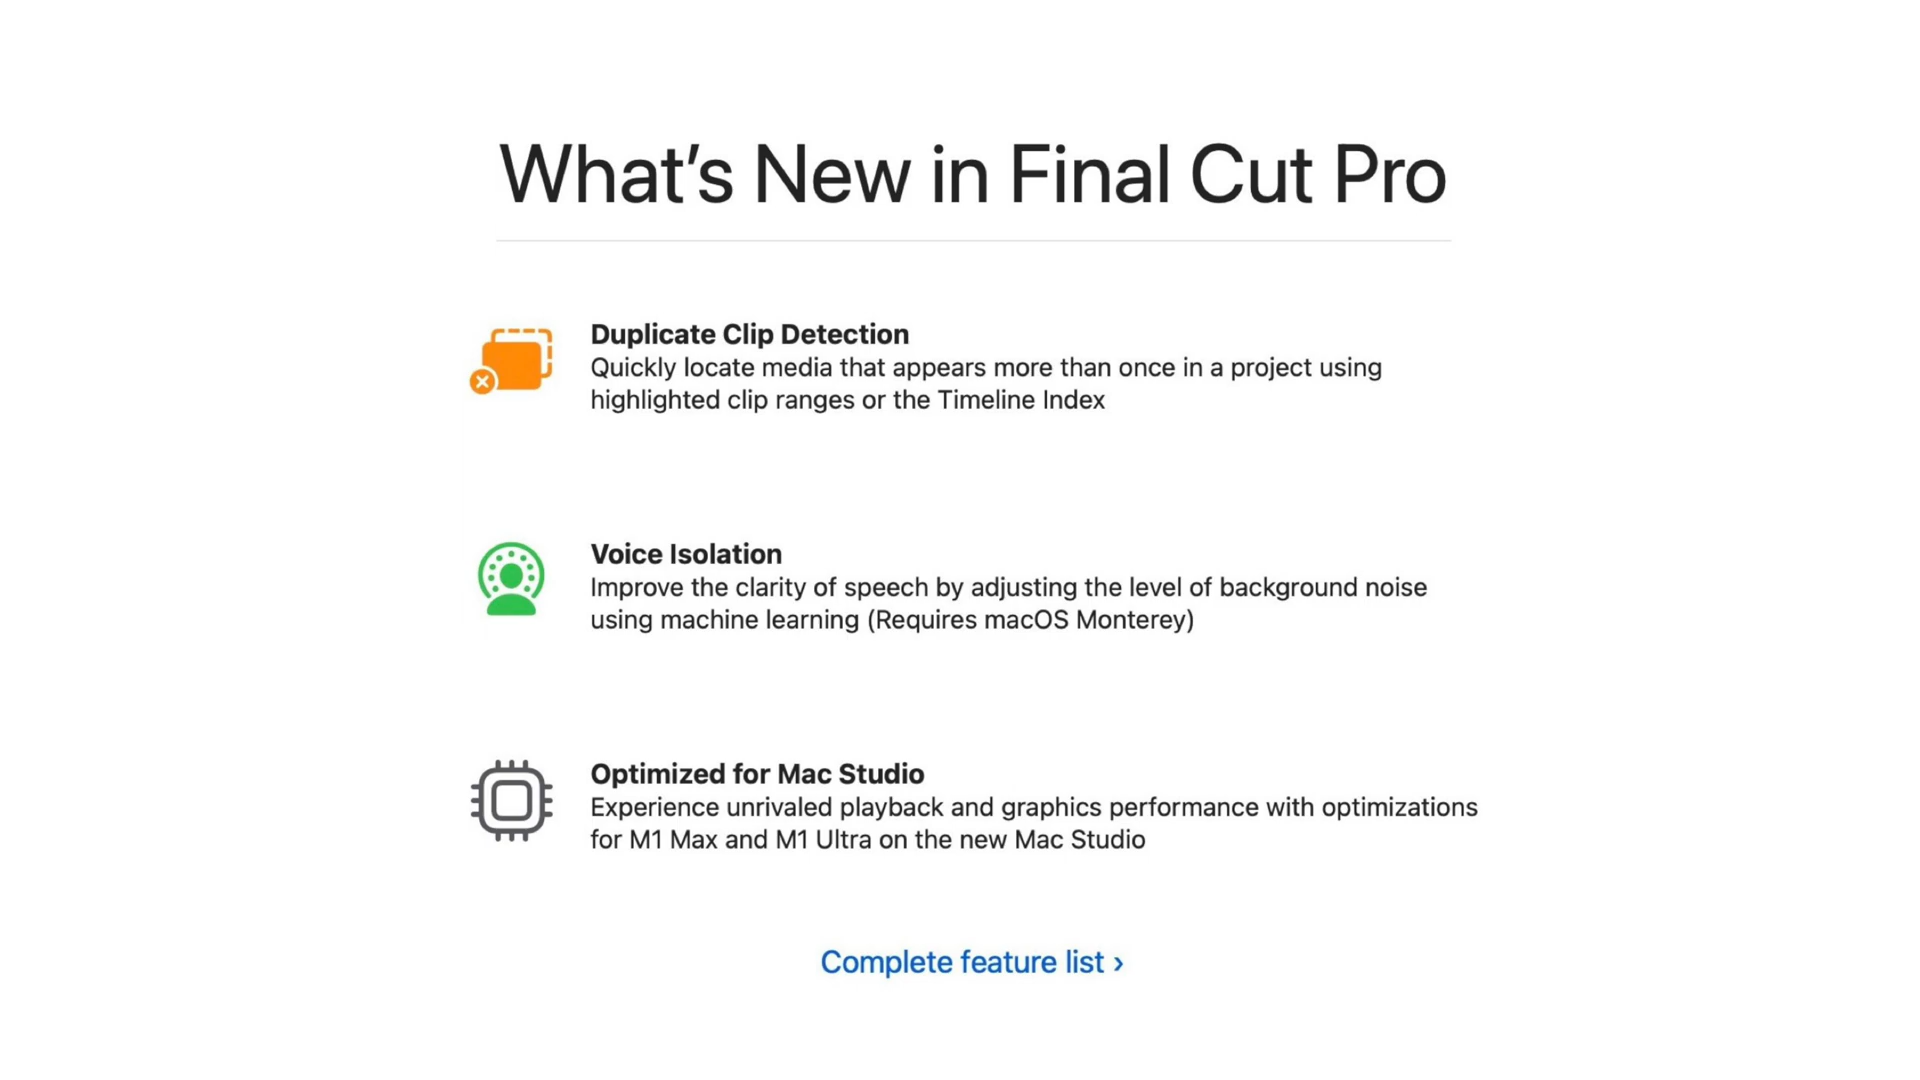 What’s New in Final Cut Pro
Duplicate Clip Detection
Quickly locate media that appears more than once in a project using
highlighted clip ranges or the Timeline Index
Voice Isolation
Improve the clarity of speech by adjusting the level of background noise
using machine learning (Requires macOS Monterey)
Optimized for Mac Studio
Experience unrivaled playback and graphics performance with optimizations
for M1 Max and M1 Ultra on the new Mac Studio
Complete feature list ›